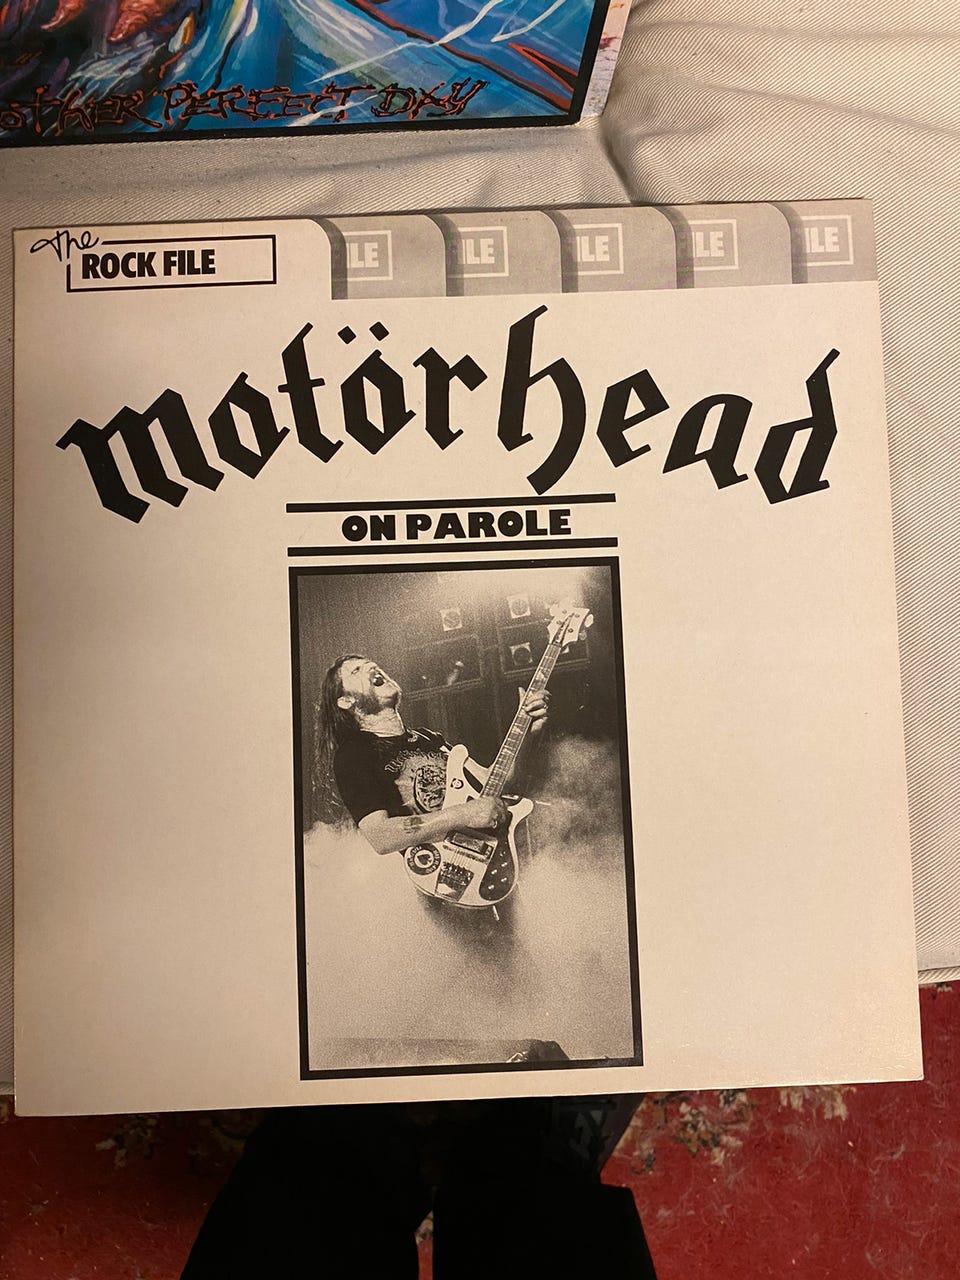 OTHER PERFECT DAY
The
ROCK FILE
ILE ILE ILE ILE ILE
motörhead
ON PAROLE